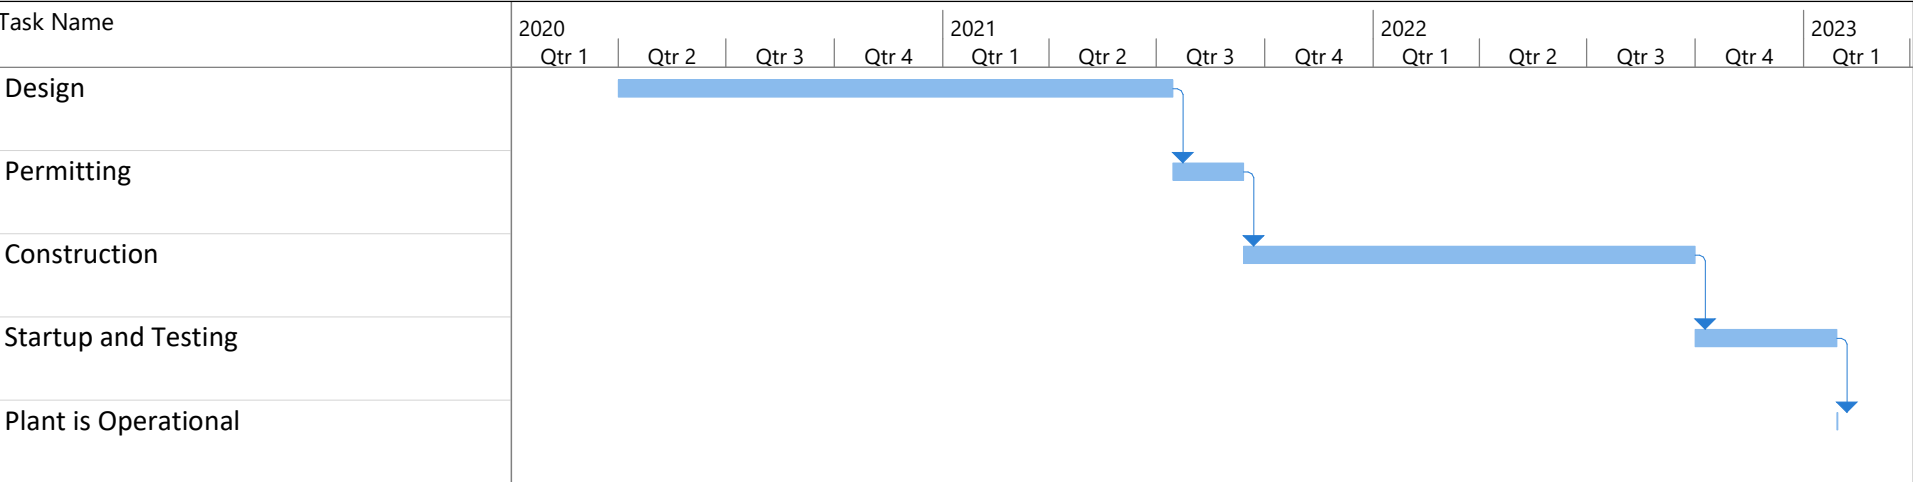 Task Name
2020 2021 2022 2023
Qtr 1 Qtr 2 Qtr 3 Qtr 4 Qtr 1 Qtr 2 Qtr 3 Qtr 4 Qtr 1 Qtr 2 Qtr 3 Qtr 4 Qtr 1
Design
Permitting
Construction
Startup and Testing
Plant is Operational